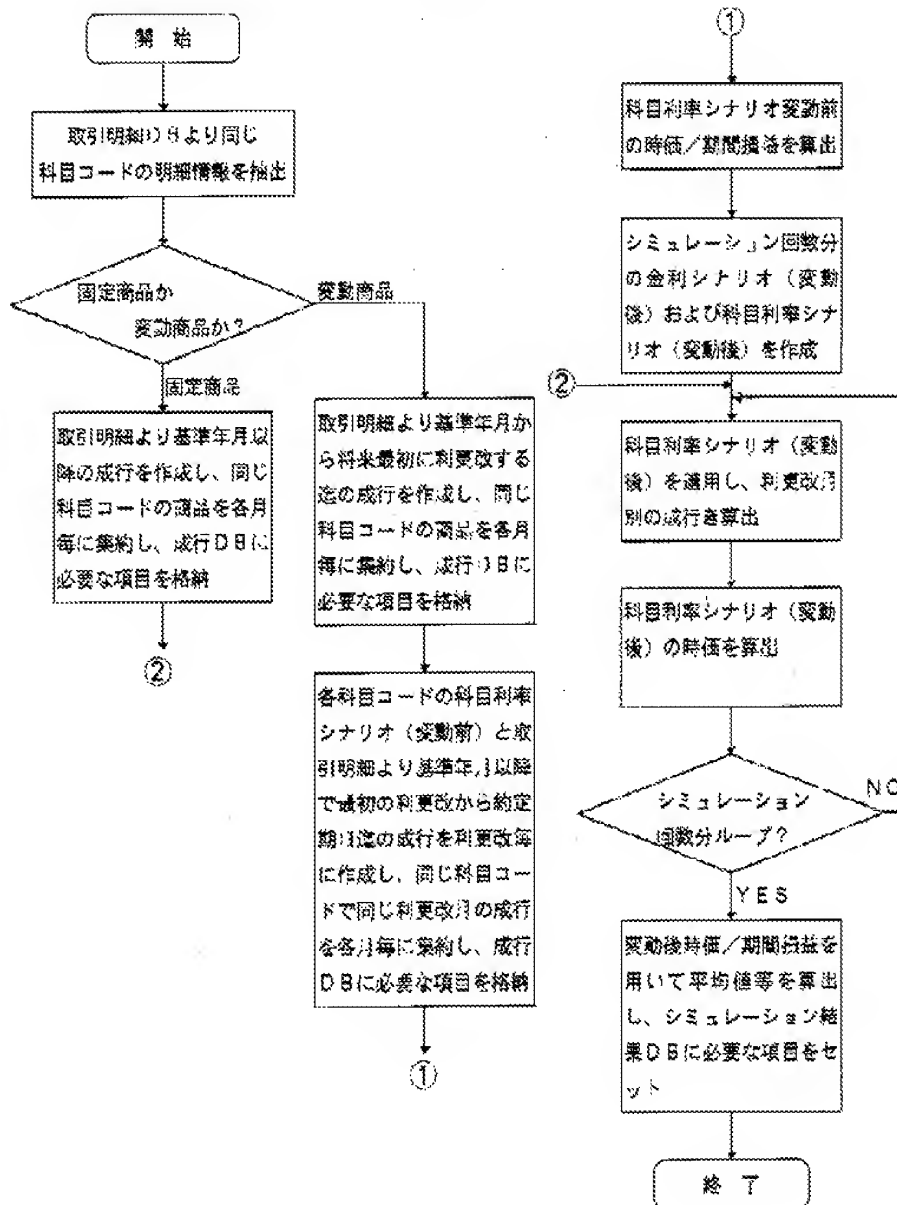 開 始
取引明細DBより同じ
科目コードの明細情報を抽出
固定商品か
変動商品か?
変動商品
固定商品
取引明細より基準年月以
降の成行を作成し、同じ
科目コードの商品を各月
毎に集約し、成行DBに
必要な項目を格納
②
取引明細より基準年月か
ら将来最初に利更改する
迄の成行を作成し、同じ
科目コードの商品を各月
毎に集約し、成行DBに
必要な項目を格納
各科目コードの科目利率
シナリオ(変動前)と取
引明細より基準年月以降
で最初の利更改から約定
期日迄の成行を利更改毎
に作成し、同じ科目コー
ドで同じ利更改月の成行
を各月毎に集約し、成行
DBに必要な項目を格納
①
①
科目利率シナリオ変動前
の時価/期間損益を算出
シミュレーション回数分
の金利シナリオ(変動
後)および科目利率シナ
リオ(変動後)を作成
②
科目利率シナリオ(変動
後)を適用し、利更改月
別の成行を算出
科目利率シナリオ(変動
後)の時価を算出
シミュレーション
回数分ループ?
NO
YES
変動後時価/期間損益を
用いて平均値等を算出
し、シミュレーション結
果DBに必要な項目をセ
ット
終 了